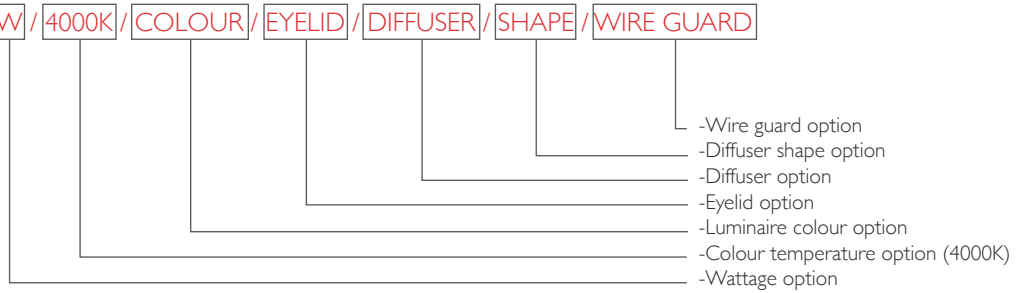 W / 4000K / COLOUR / EYELID / DIFFUSER / SHAPE / WIRE GUARD
-Wire guard option
-Diffuser shape option
-Diffuser option
-Eyelid option
-Luminaire colour option
-Colour temperature option (4000K)
-Wattage option